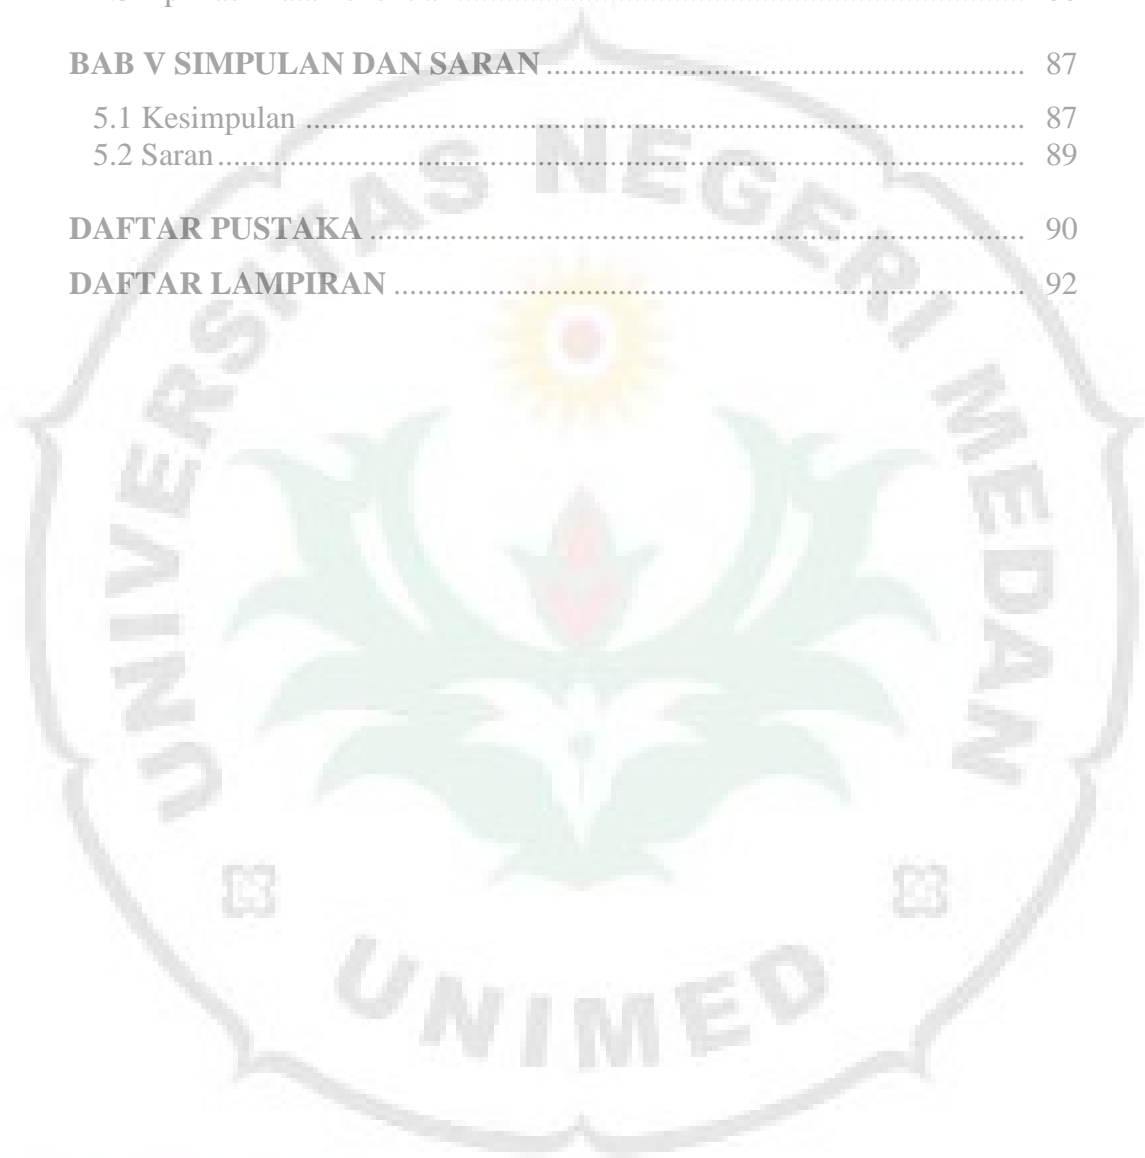 BAB V SIMPULAN DAN SARAN ........................................................... 87
5.1 Kesimpulan ......................................................................................... 87
5.2 Saran .................................................................................................... 89
DAFTAR PUSTAKA ................................................................................. 90
DAFTAR LAMPIRAN .............................................................................. 92
UNIVERSITAS NEGERI MEDAN
UNIMED